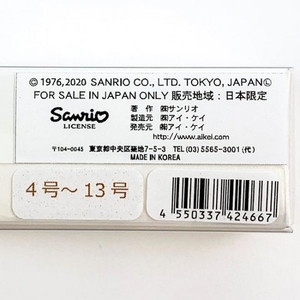 © 1976,2020 SANRIO CO., LTD. TOKYO, JAPAN Ⓛ
FOR SALE IN JAPAN ONLY 販売地域：日本限定
Sanrio
LICENSE
著 作 ㈱サンリオ
製造元 ㈱アイ・ケイ
発売元 ㈱アイ・ケイ
http://www.aikei.com
〒104-0045 東京都中央区築地7-5-3 TEL (03) 5565-3001 (代)
MADE IN KOREA
4号～13号
4 550337 424667